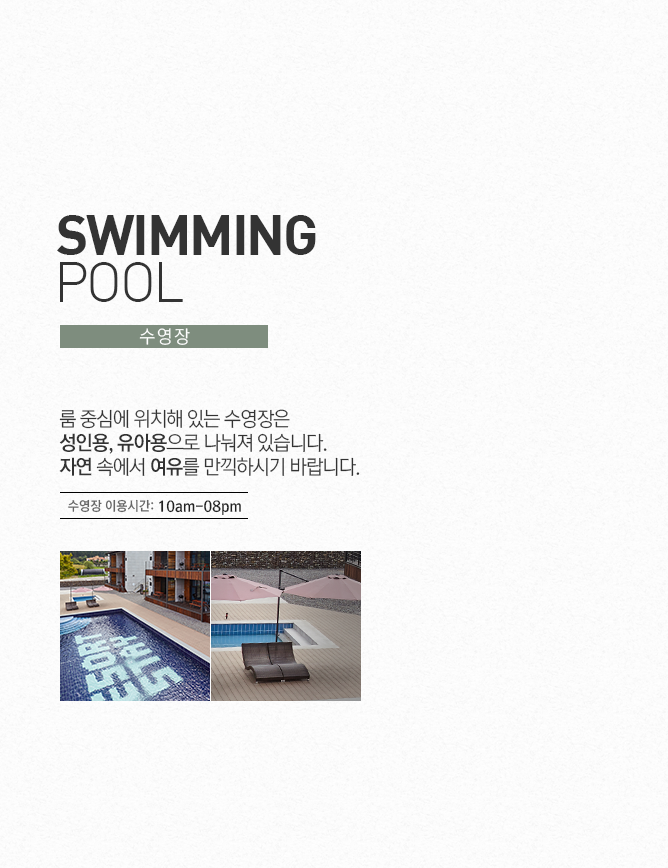 SWIMMING
POOL
수영장
룸 중심에 위치해 있는 수영장은
성인용, 유아용으로 나눠져 있습니다.
자연 속에서 여유를 만끽하시기 바랍니다.
수영장 이용시간: 10am-08pm